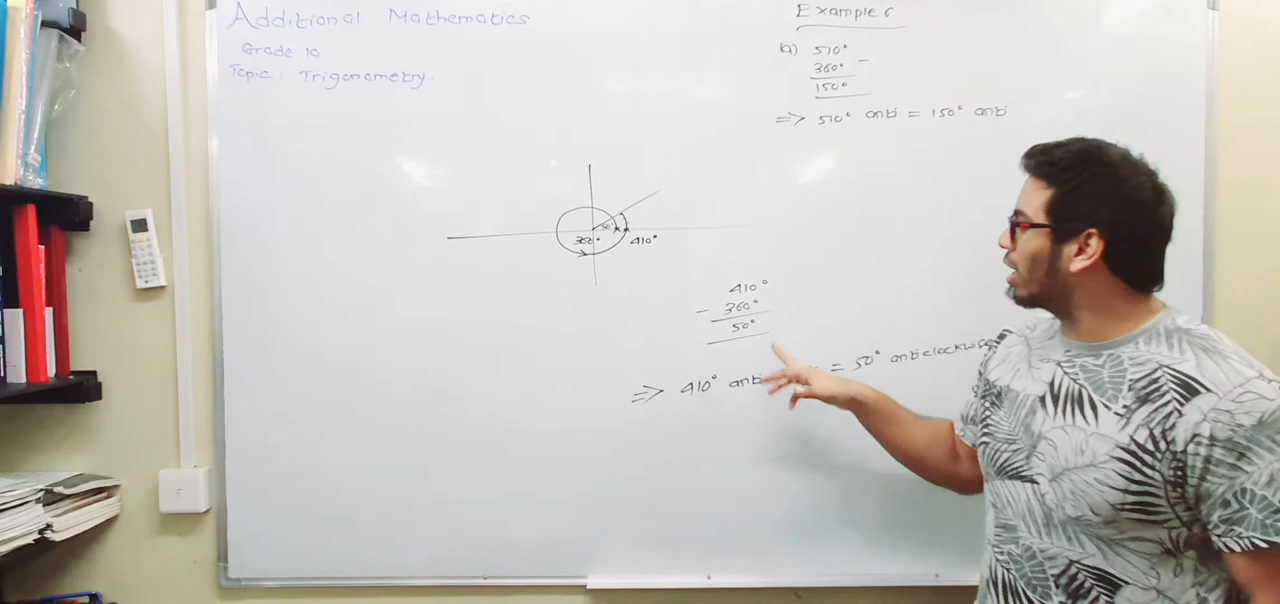 Additional Mathematics
Grade 10
Topic: Trigonometry.
Example 6
(a) 510°
360° -
150°
=> 510° anti = 150° anti
50°
360°
410°
410°
- 360°
50°
=> 410° anti = 50° anticlockwise